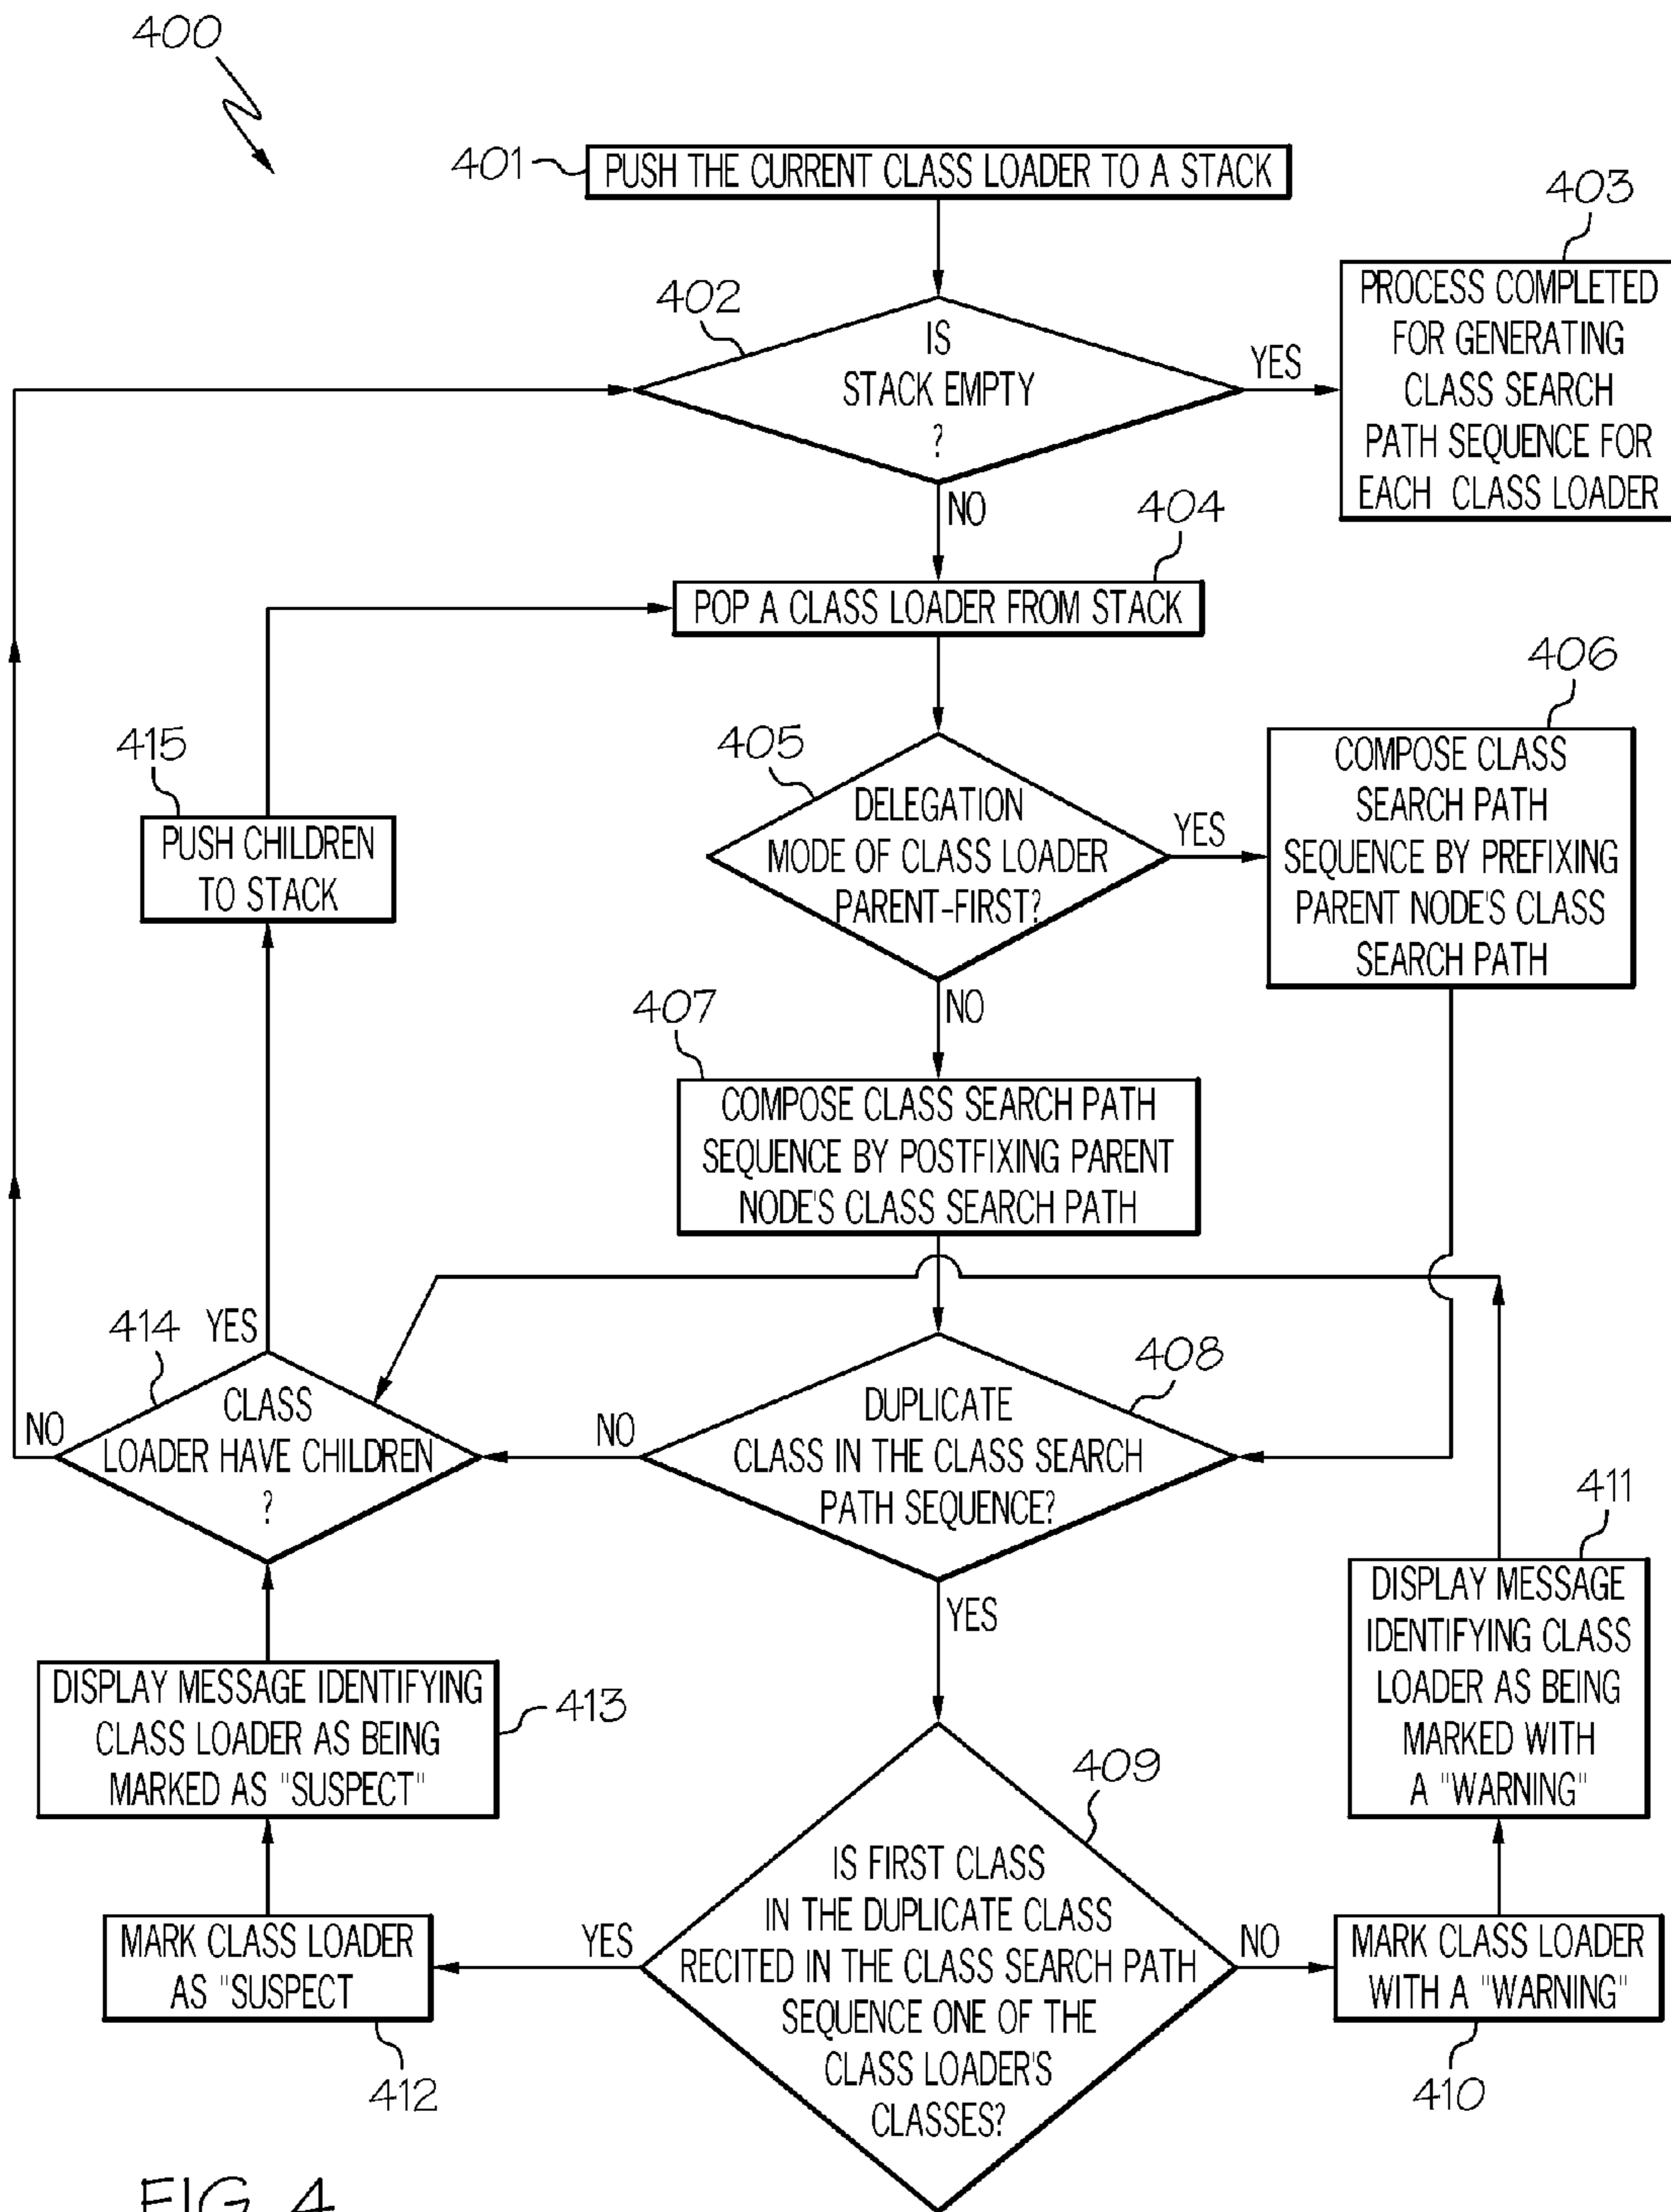 400
401
PUSH THE CURRENT CLASS LOADER TO A STACK
402
IS
STACK EMPTY
?
YES
403
PROCESS COMPLETED
FOR GENERATING
CLASS SEARCH
PATH SEQUENCE FOR
EACH CLASS LOADER
NO
404
POP A CLASS LOADER FROM STACK
405
DELEGATION
MODE OF CLASS LOADER
PARENT-FIRST?
YES
406
COMPOSE CLASS
SEARCH PATH
SEQUENCE BY PREFIXING
PARENT NODE'S CLASS
SEARCH PATH
415
PUSH CHILDREN
TO STACK
NO
407
COMPOSE CLASS SEARCH PATH
SEQUENCE BY POSTFIXING PARENT
NODE'S CLASS SEARCH PATH
414
YES
CLASS
LOADER HAVE CHILDREN
?
NO
408
DUPLICATE
CLASS IN THE CLASS SEARCH
PATH SEQUENCE?
NO
YES
411
DISPLAY MESSAGE
IDENTIFYING CLASS
LOADER AS BEING
MARKED WITH
A "WARNING"
DISPLAY MESSAGE IDENTIFYING
CLASS LOADER AS BEING
MARKED AS "SUSPECT"
413
409
IS FIRST CLASS
IN THE DUPLICATE CLASS
RECITED IN THE CLASS SEARCH PATH
SEQUENCE ONE OF THE
CLASS LOADER'S
CLASSES?
YES
NO
MARK CLASS LOADER
AS "SUSPECT
412
MARK CLASS LOADER
WITH A "WARNING"
410
FIG. 4